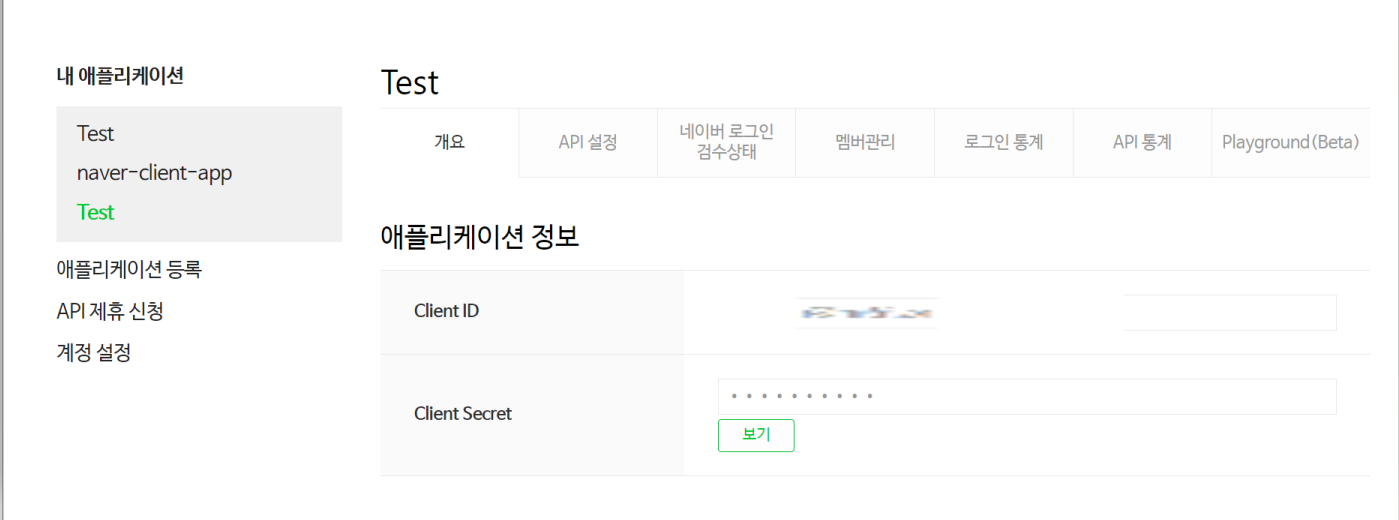 내 애플리케이션
Test
naver-client-app
Test
애플리케이션 등록
API 제휴 신청
계정 설정
Test
개요
API 설정
네이버 로그인
검수상태
멤버관리
로그인 통계
API 통계
Playground(Beta)
애플리케이션 정보
Client ID
Client Secret
보기